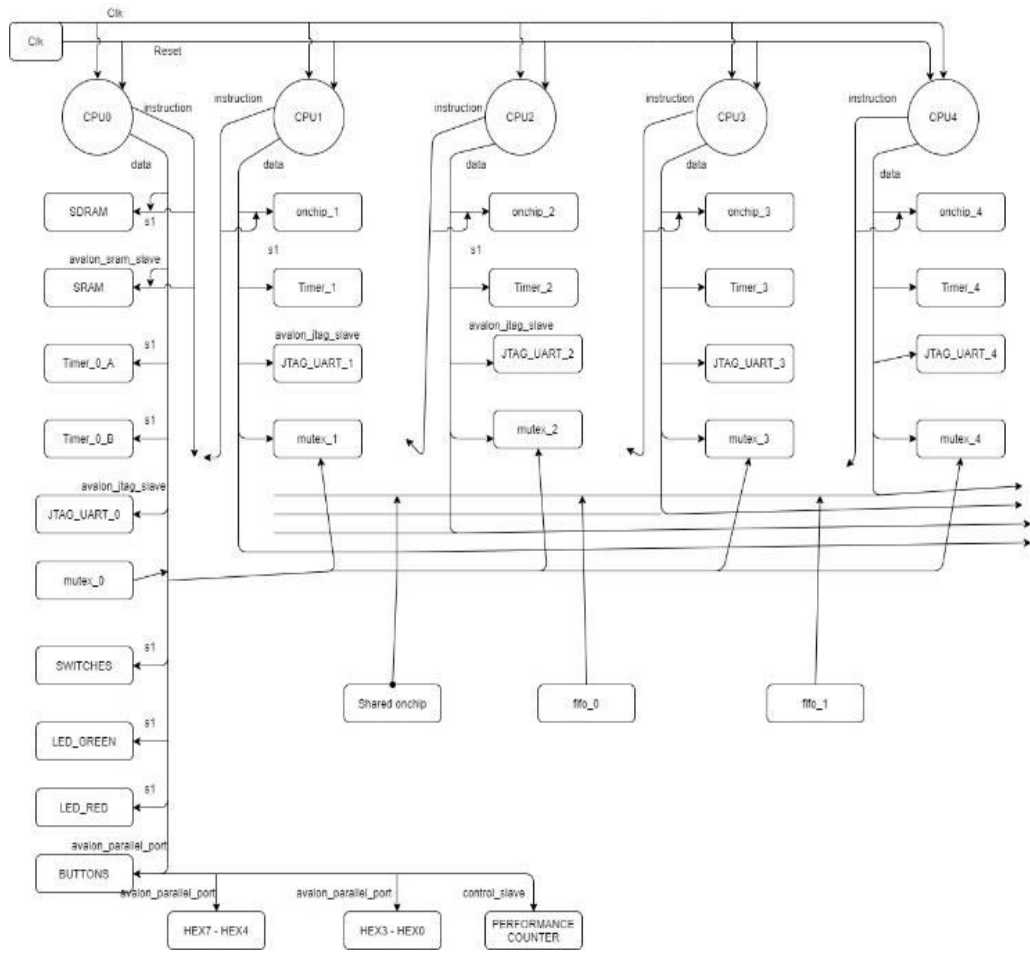 Clk
Clk
Reset
CPU0
instruction
instruction
CPU1
instruction
CPU2
instruction
CPU3
instruction
CPU4
data
data
data
data
data
SDRAM
s1
onchip_1
s1
onchip_2
s1
onchip_3
onchip_4
avalon_sram_slave
SRAM
Timer_1
Timer_2
Timer_3
Timer_4
s1
Timer_0_A
avalon_jtag_slave
JTAG_UART_1
avalon_jtag_slave
JTAG_UART_2
JTAG_UART_3
JTAG_UART_4
s1
Timer_0_B
mutex_1
mutex_2
mutex_3
mutex_4
avalon_jtag_slave
JTAG_UART_0
mutex_0
s1
SWITCHES
Shared onchip
fifo_0
fifo_1
s1
LED_GREEN
s1
LED_RED
avalon_parallel_port
BUTTONS
avalon_parallel_port
avalon_parallel_port
control_slave
HEX7 - HEX4
HEX3 - HEX0
PERFORMANCE
COUNTER